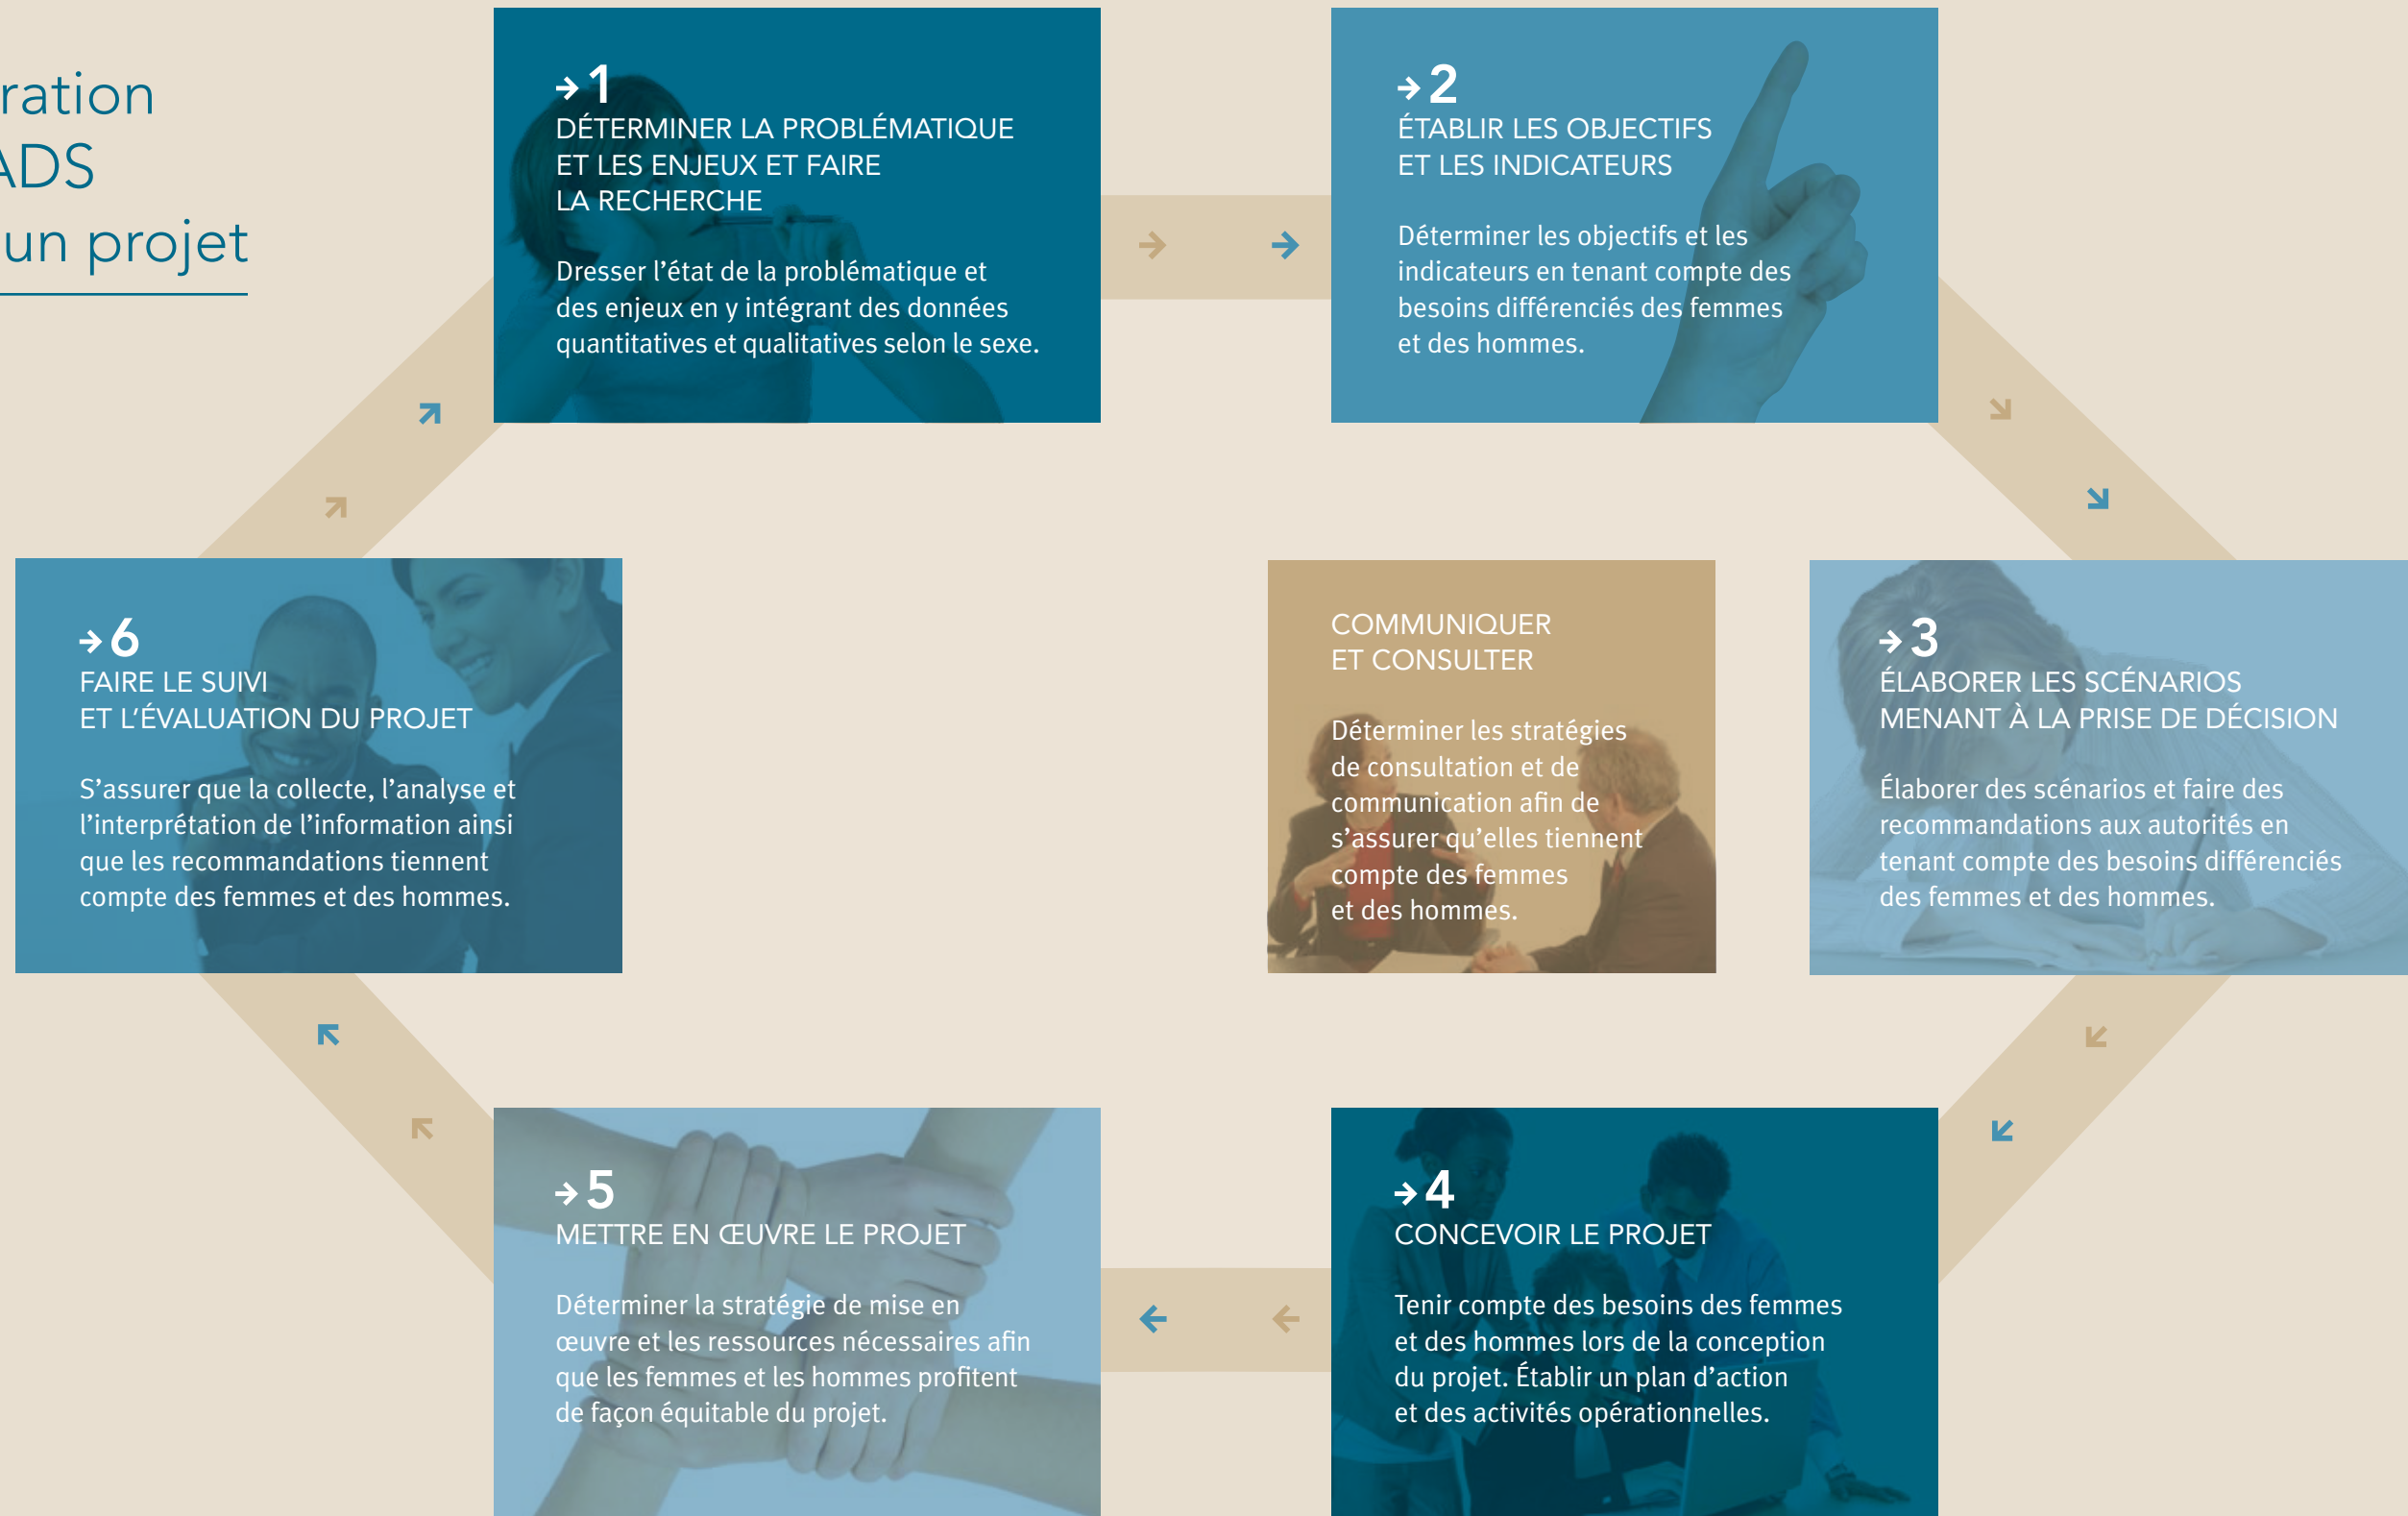 ration
ADS
un projet
→ 1
DÉTERMINER LA PROBLÉMATIQUE
ET LES ENJEUX ET FAIRE
LA RECHERCHE
Dresser l’état de la problématique et
des enjeux en y intégrant des données
quantitatives et qualitatives selon le sexe.
→ 2
ÉTABLIR LES OBJECTIFS
ET LES INDICATEURS
Déterminer les objectifs et les
indicateurs en tenant compte des
besoins différenciés des femmes
et des hommes.
→ 3
ÉLABORER LES SCÉNARIOS
MENANT À LA PRISE DE DÉCISION
Élaborer des scénarios et faire des
recommandations aux autorités en
tenant compte des besoins différenciés
des femmes et des hommes.
→ 4
CONCEVOIR LE PROJET
Tenir compte des besoins des femmes
et des hommes lors de la conception
du projet. Établir un plan d’action
et des activités opérationnelles.
→ 5
METTRE EN ŒUVRE LE PROJET
Déterminer la stratégie de mise en
œuvre et les ressources nécessaires afin
que les femmes et les hommes profitent
de façon équitable du projet.
→ 6
FAIRE LE SUIVI
ET L’ÉVALUATION DU PROJET
S’assurer que la collecte, l’analyse et
l’interprétation de l’information ainsi
que les recommandations tiennent
compte des femmes et des hommes.
COMMUNIQUER
ET CONSULTER
Déterminer les stratégies
de consultation et de
communication afin de
s’assurer qu’elles tiennent
compte des femmes
et des hommes.